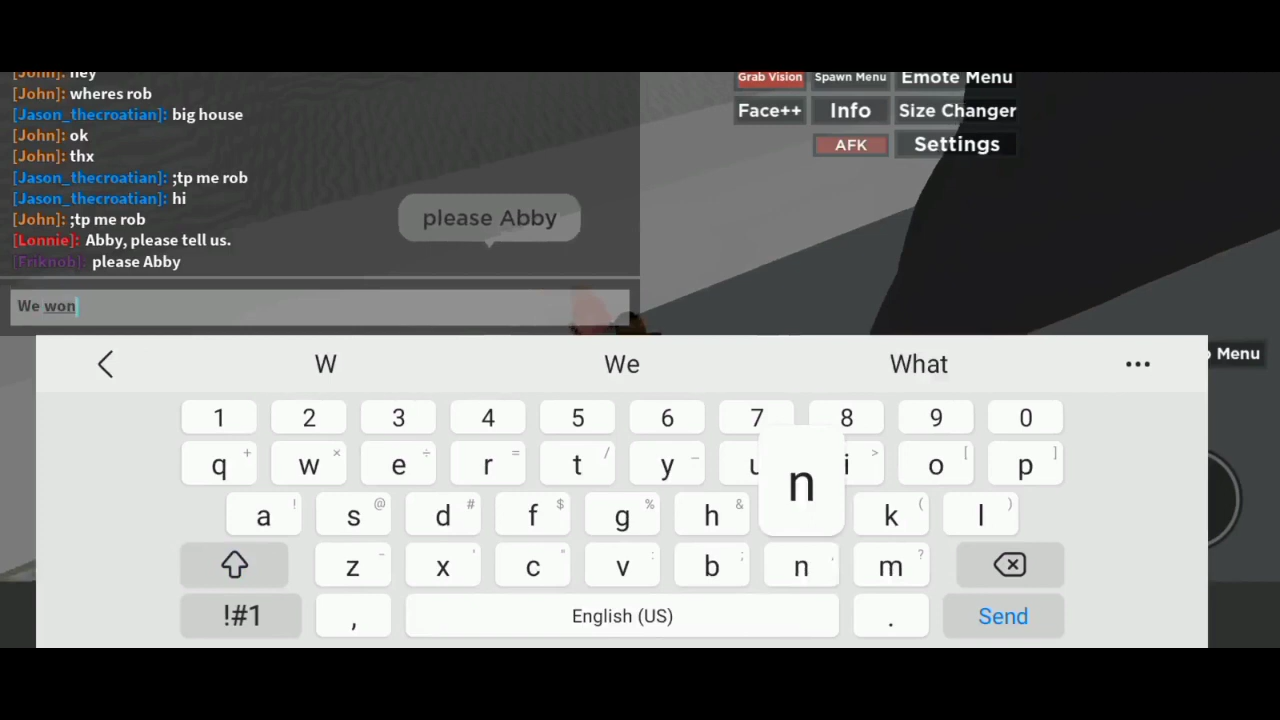 [John]: hey
[John]: wheres rob
[Jason_thecroatian]: big house
[John]: ok
[John]: thx
[Jason_thecroatian]: ;tp me rob
[Jason_thecroatian]: hi
[John]: ;tp me rob
[Lonnie]: Abby, please tell us.
[Friknob]: please Abby
please Abby
We won
Grab Vision Spawn Menu Emote Menu
Face++ Info Size Changer
AFK Settings
Menu
W We What •••
1 2 3 4 5 6 7 8 9 0
q + w × e ÷ r = t / y _ u i > o [ p ]
n
a ! s @ d # f $ g % h & k ( l )
z - x ' c " v : b ; n , m ?
!#1 , English (US) . Send